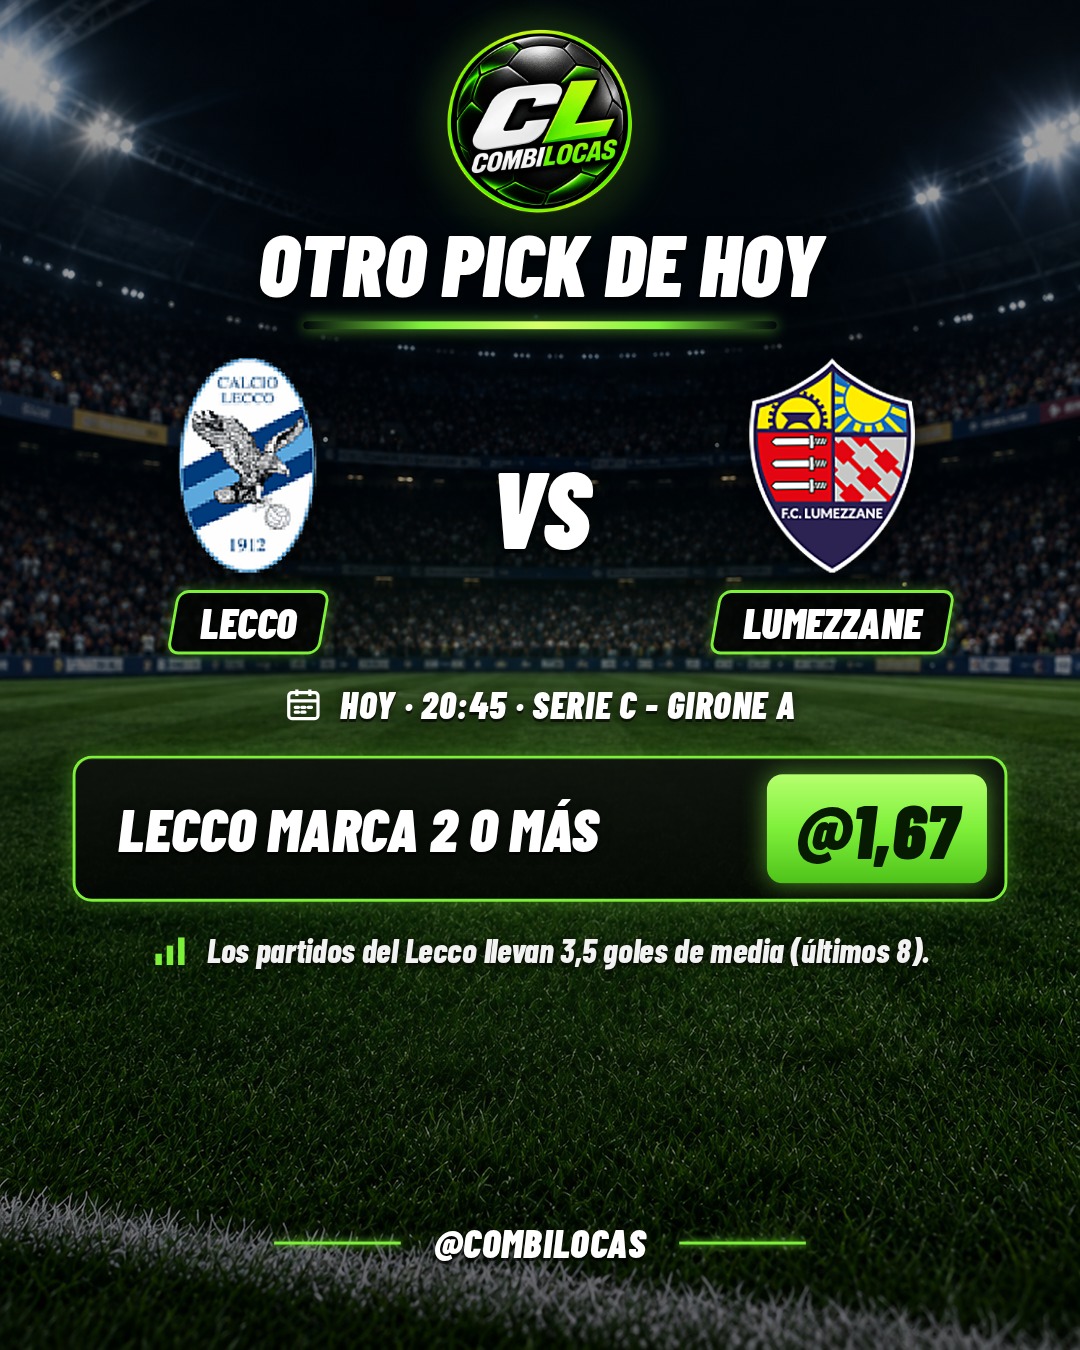 CL
COMBILOCAS
OTRO PICK DE HOY
CALCIO
LECCO
1912
VS
F.C. LUMEZZANE
LECCO
LUMEZZANE
HOY · 20:45 · SERIE C - GIRONE A
LECCO MARCA 2 O MÁS
@1,67
Los partidos del Lecco llevan 3,5 goles de media (últimos 8).
@COMBILOCAS